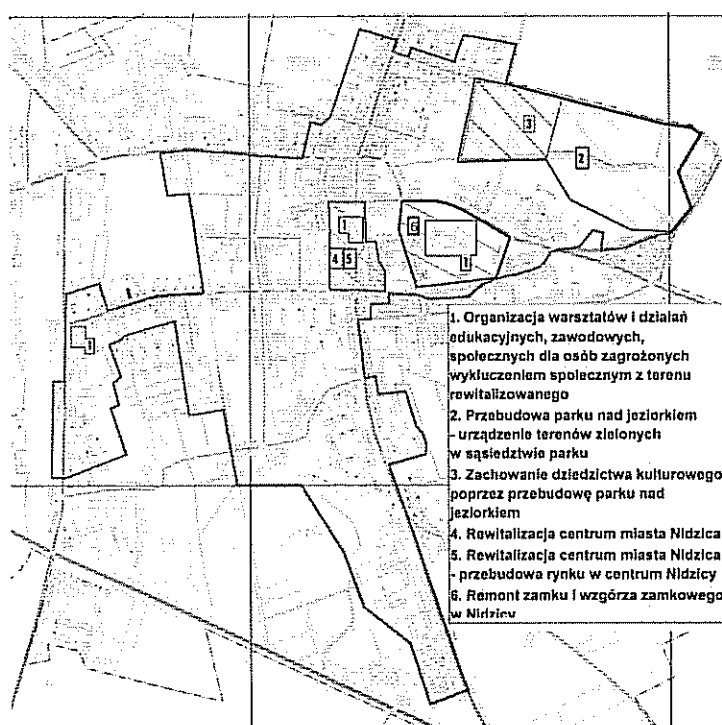 3
2
1
6
4 5
1
1
1. Organizacja warsztatów i działań
edukacyjnych, zawodowych,
społecznych dla osób zagrożonych
wykluczeniem społecznym z terenu
rewitalizowanego
2. Przebudowa parku nad jeziorkiem
- urządzenie terenów zielonych
w sąsiedztwie parku
3. Zachowanie dziedzictwa kulturowego
poprzez przebudowę parku nad
jeziorkiem
4. Rewitalizacja centrum miasta Nidzica
5. Rewitalizacja centrum miasta Nidzica
- przebudowa rynku w centrum Nidzicy
6. Remont zamku i wzgórza zamkowego
w Nidzicy